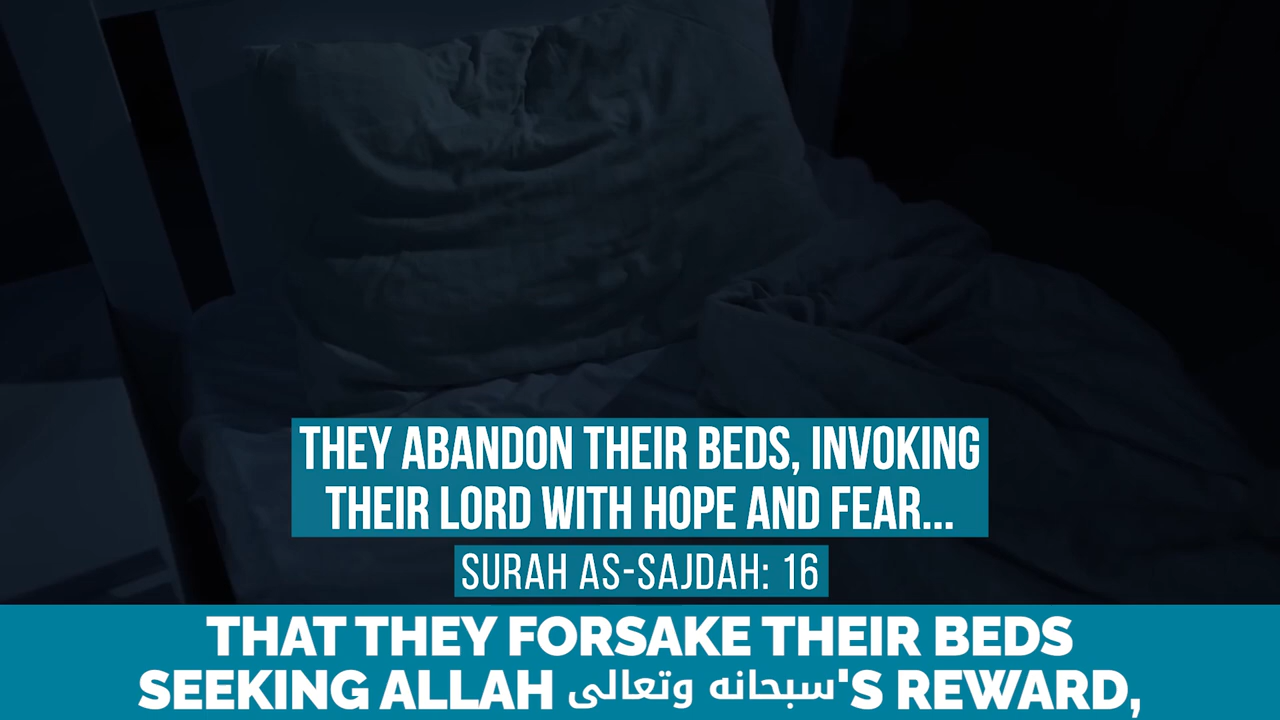 THEY ABANDON THEIR BEDS, INVOKING
THEIR LORD WITH HOPE AND FEAR...
SURAH AS-SAJDAH: 16
THAT THEY FORSAKE THEIR BEDS
SEEKING ALLAH سبحانه وتعالى'S REWARD,